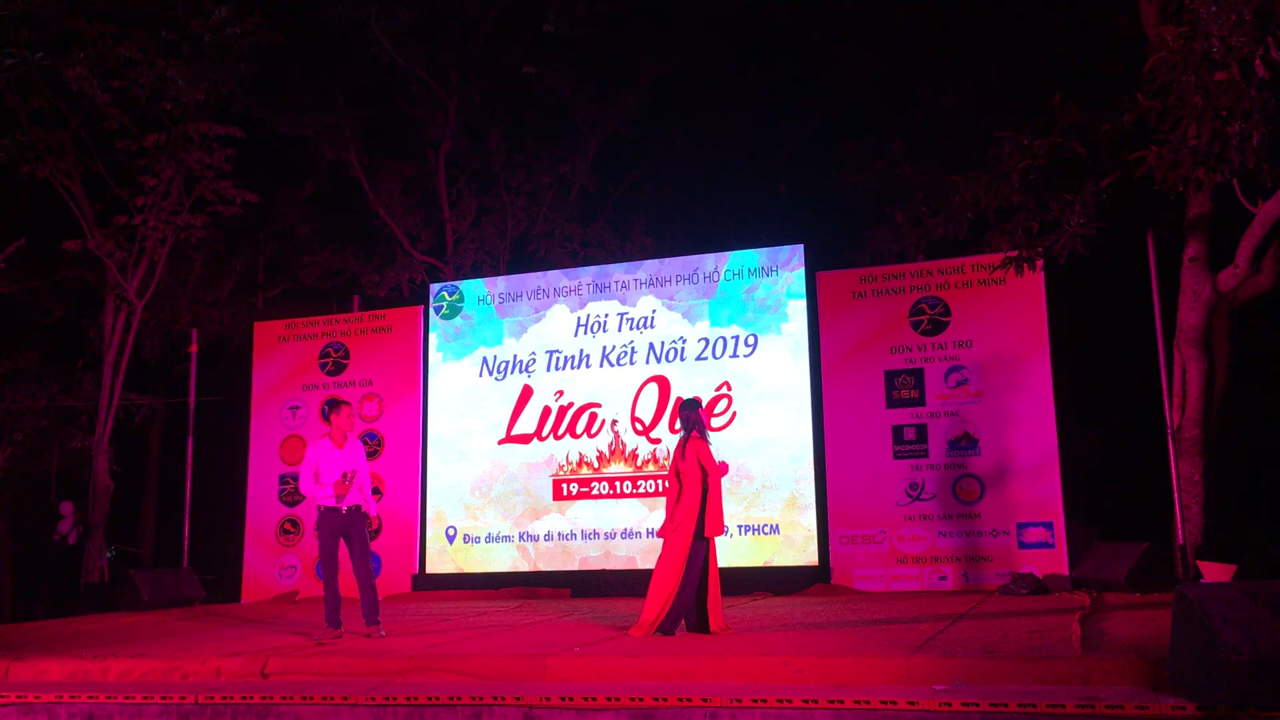 HỘI SINH VIÊN NGHỆ TĨNH
TẠI THÀNH PHỐ HỒ CHÍ MINH
ĐƠN VỊ THAM GIA
HỘI SINH VIÊN NGHỆ TĨNH TẠI THÀNH PHỐ HỒ CHÍ MINH
Hội Trại
Nghệ Tĩnh Kết Nối 2019
Lửa Quê
19-20.10.2019
Địa điểm: Khu di tích lịch sử đền 9, TPHCM
HỘI SINH VIÊN NGHỆ TĨNH
TẠI THÀNH PHỐ HỒ CHÍ MINH
ĐƠN VỊ TÀI TRỢ
TÀI TRỢ VÀNG
SEN
TÀI TRỢ BẠC
TÀI TRỢ ĐỒNG
TÀI TRỢ SẢN PHẨM
NEOVISION
HỖ TRỢ TRUYỀN THÔNG